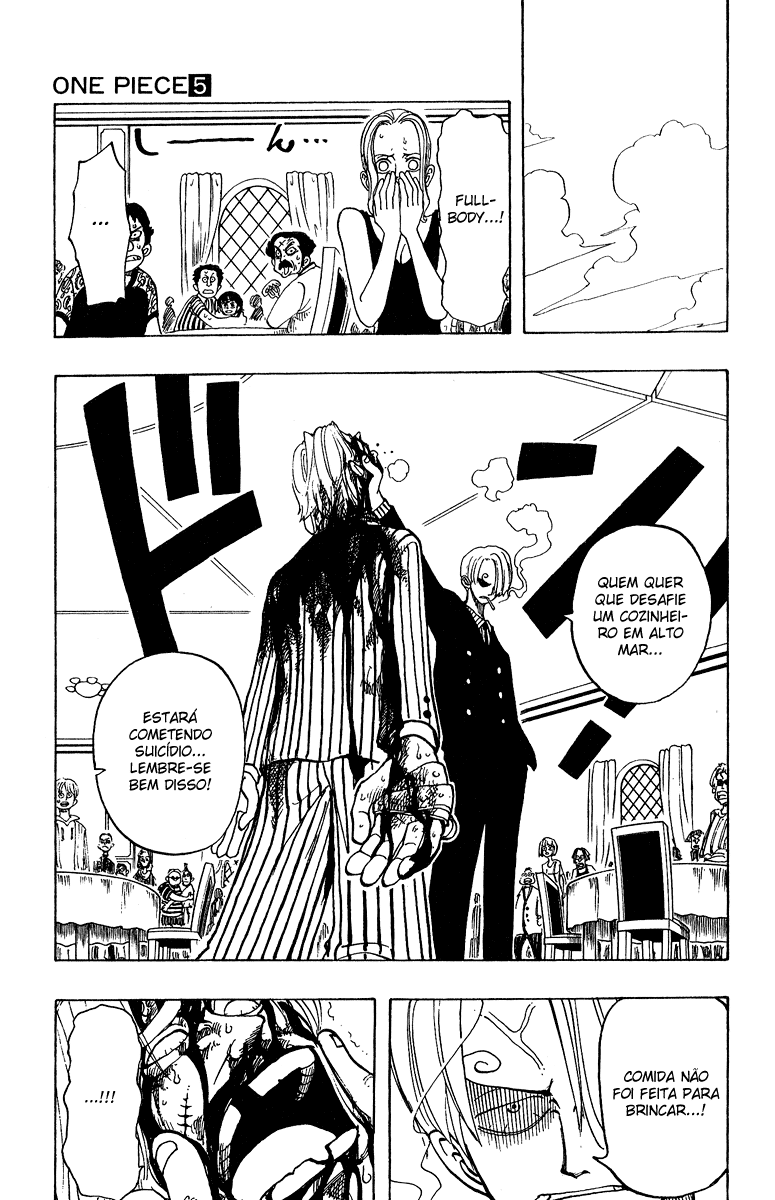 ONE PIECE 5
FULL-
BODY...!
しーーん...
...
ドン
QUEM QUER
QUE DESAFIE
UM COZINHEI-
RO EM ALTO
MAR...
ESTARÁ
COMETENDO
SUICÍDIO...
LEMBRE-SE
BEM DISSO!
COMIDA NÃO
FOI FEITA PARA
BRINCAR...!
...!!!